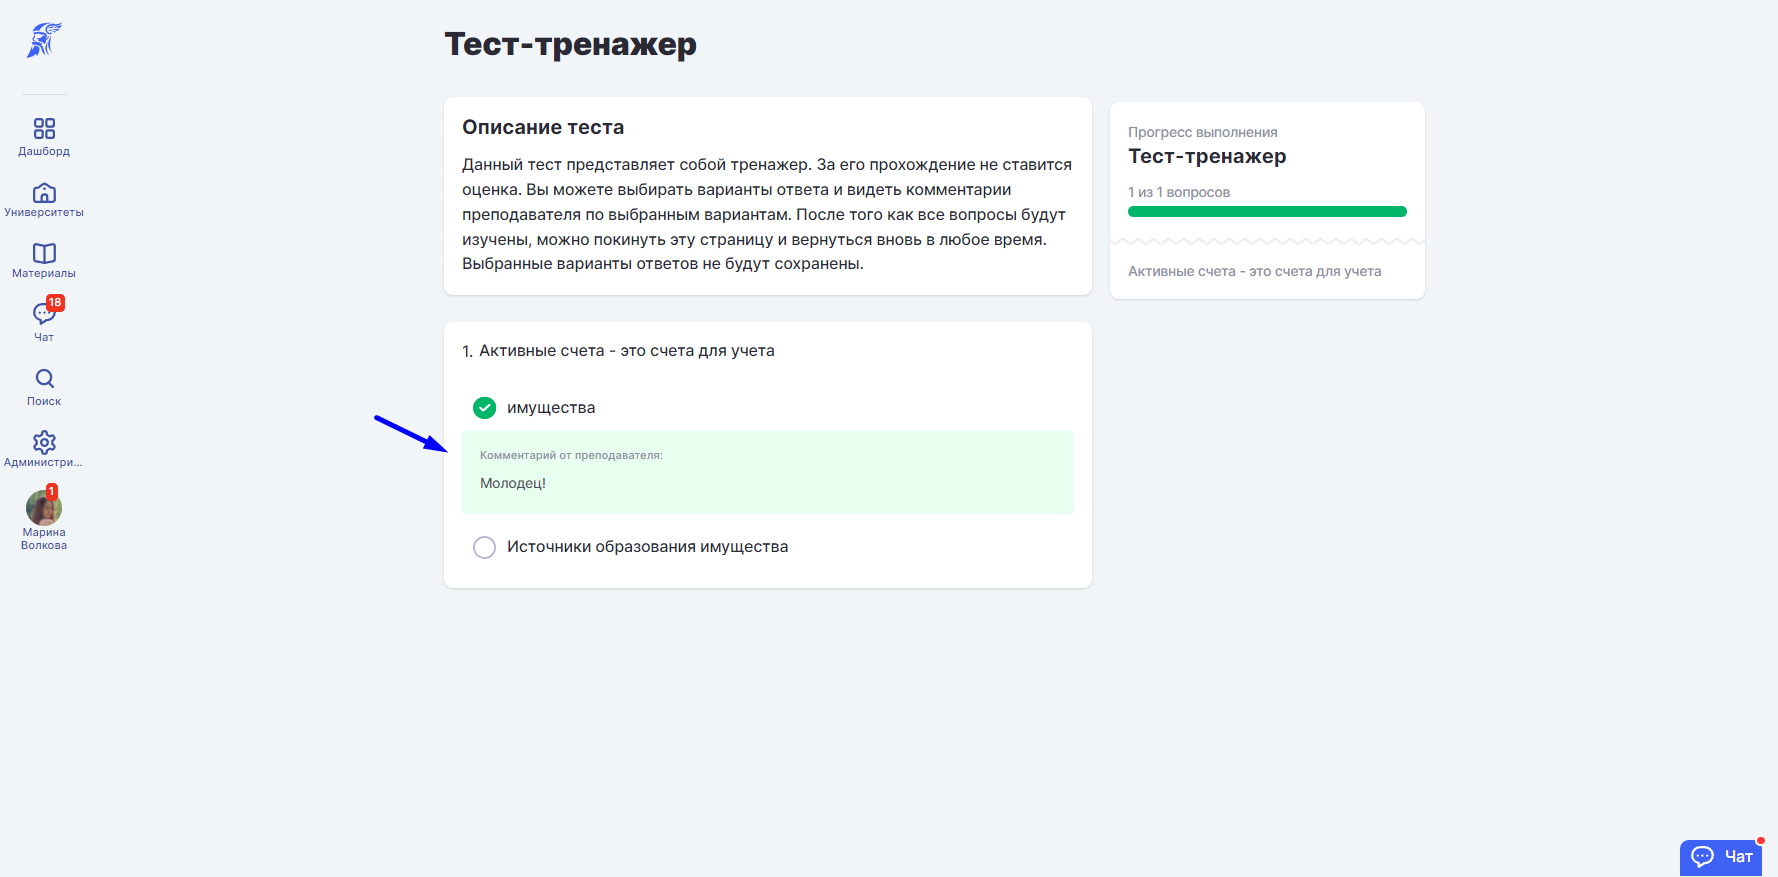 Тест-тренажер
Описание теста
Данный тест представляет собой тренажер. За его прохождение не ставится
оценка. Вы можете выбирать варианты ответа и видеть комментарии
преподавателя по выбранным вариантам. После того как все вопросы будут
изучены, можно покинуть эту страницу и вернуться вновь в любое время.
Выбранные варианты ответов не будут сохранены.
Прогресс выполнения
Тест-тренажер
1 из 1 вопросов
Активные счета - это счета для учета
1. Активные счета - это счета для учета
имущества
Комментарий от преподавателя:
Молодец!
Источники образования имущества
Дашборд
Университеты
Материалы
18
Чат
Поиск
Администри...
1
Марина
Волкова
Чат